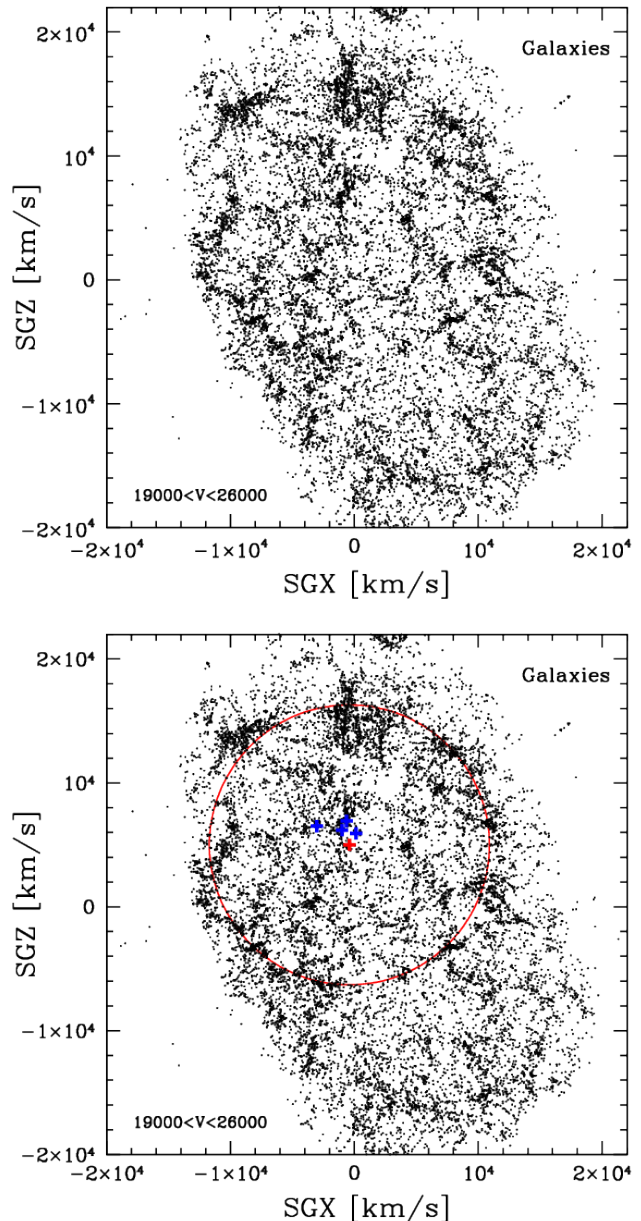 2×10⁴
Galaxies
10⁴
SGZ [km/s]
0
−1×10⁴
19000<V<26000
−2×10⁴
−2×10⁴ −1×10⁴ 0 10⁴ 2×10⁴
SGX [km/s]
2×10⁴
Galaxies
10⁴
SGZ [km/s]
0
−1×10⁴
19000<V<26000
−2×10⁴
−2×10⁴ −1×10⁴ 0 10⁴ 2×10⁴
SGX [km/s]